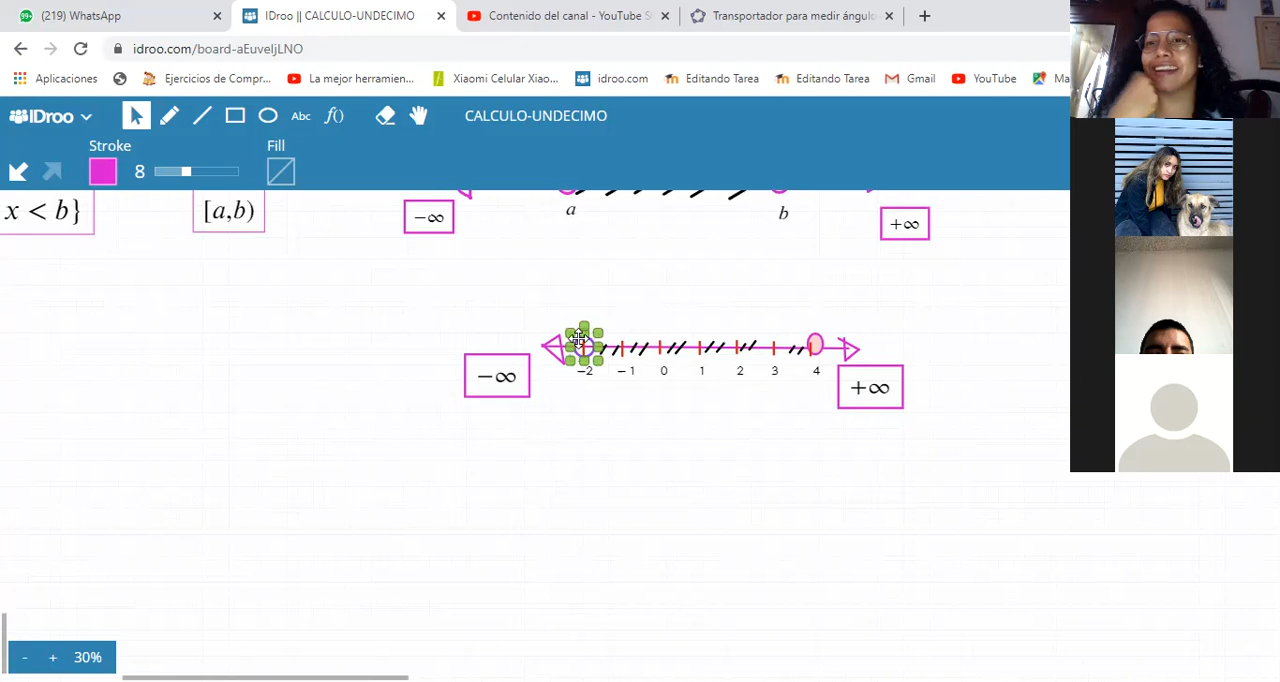 (219) WhatsApp
IDroo || CALCULO-UNDECIMO
Contenido del canal - YouTube S
Transportador para medir ángulo
idroo.com/board-aEuveIjLNO
Aplicaciones
Ejercicios de Compr...
La mejor herramien...
Xiaomi Celular Xiao...
idroo.com
Editando Tarea
Editando Tarea
Gmail
YouTube
Ma
IDroo
Abc
f()
CALCULO-UNDECIMO
Stroke
Fill
8
x < b}
[a,b)
−∞
a
b
+∞
−∞
−2 −1 0 1 2 3 4
+∞
- + 30%